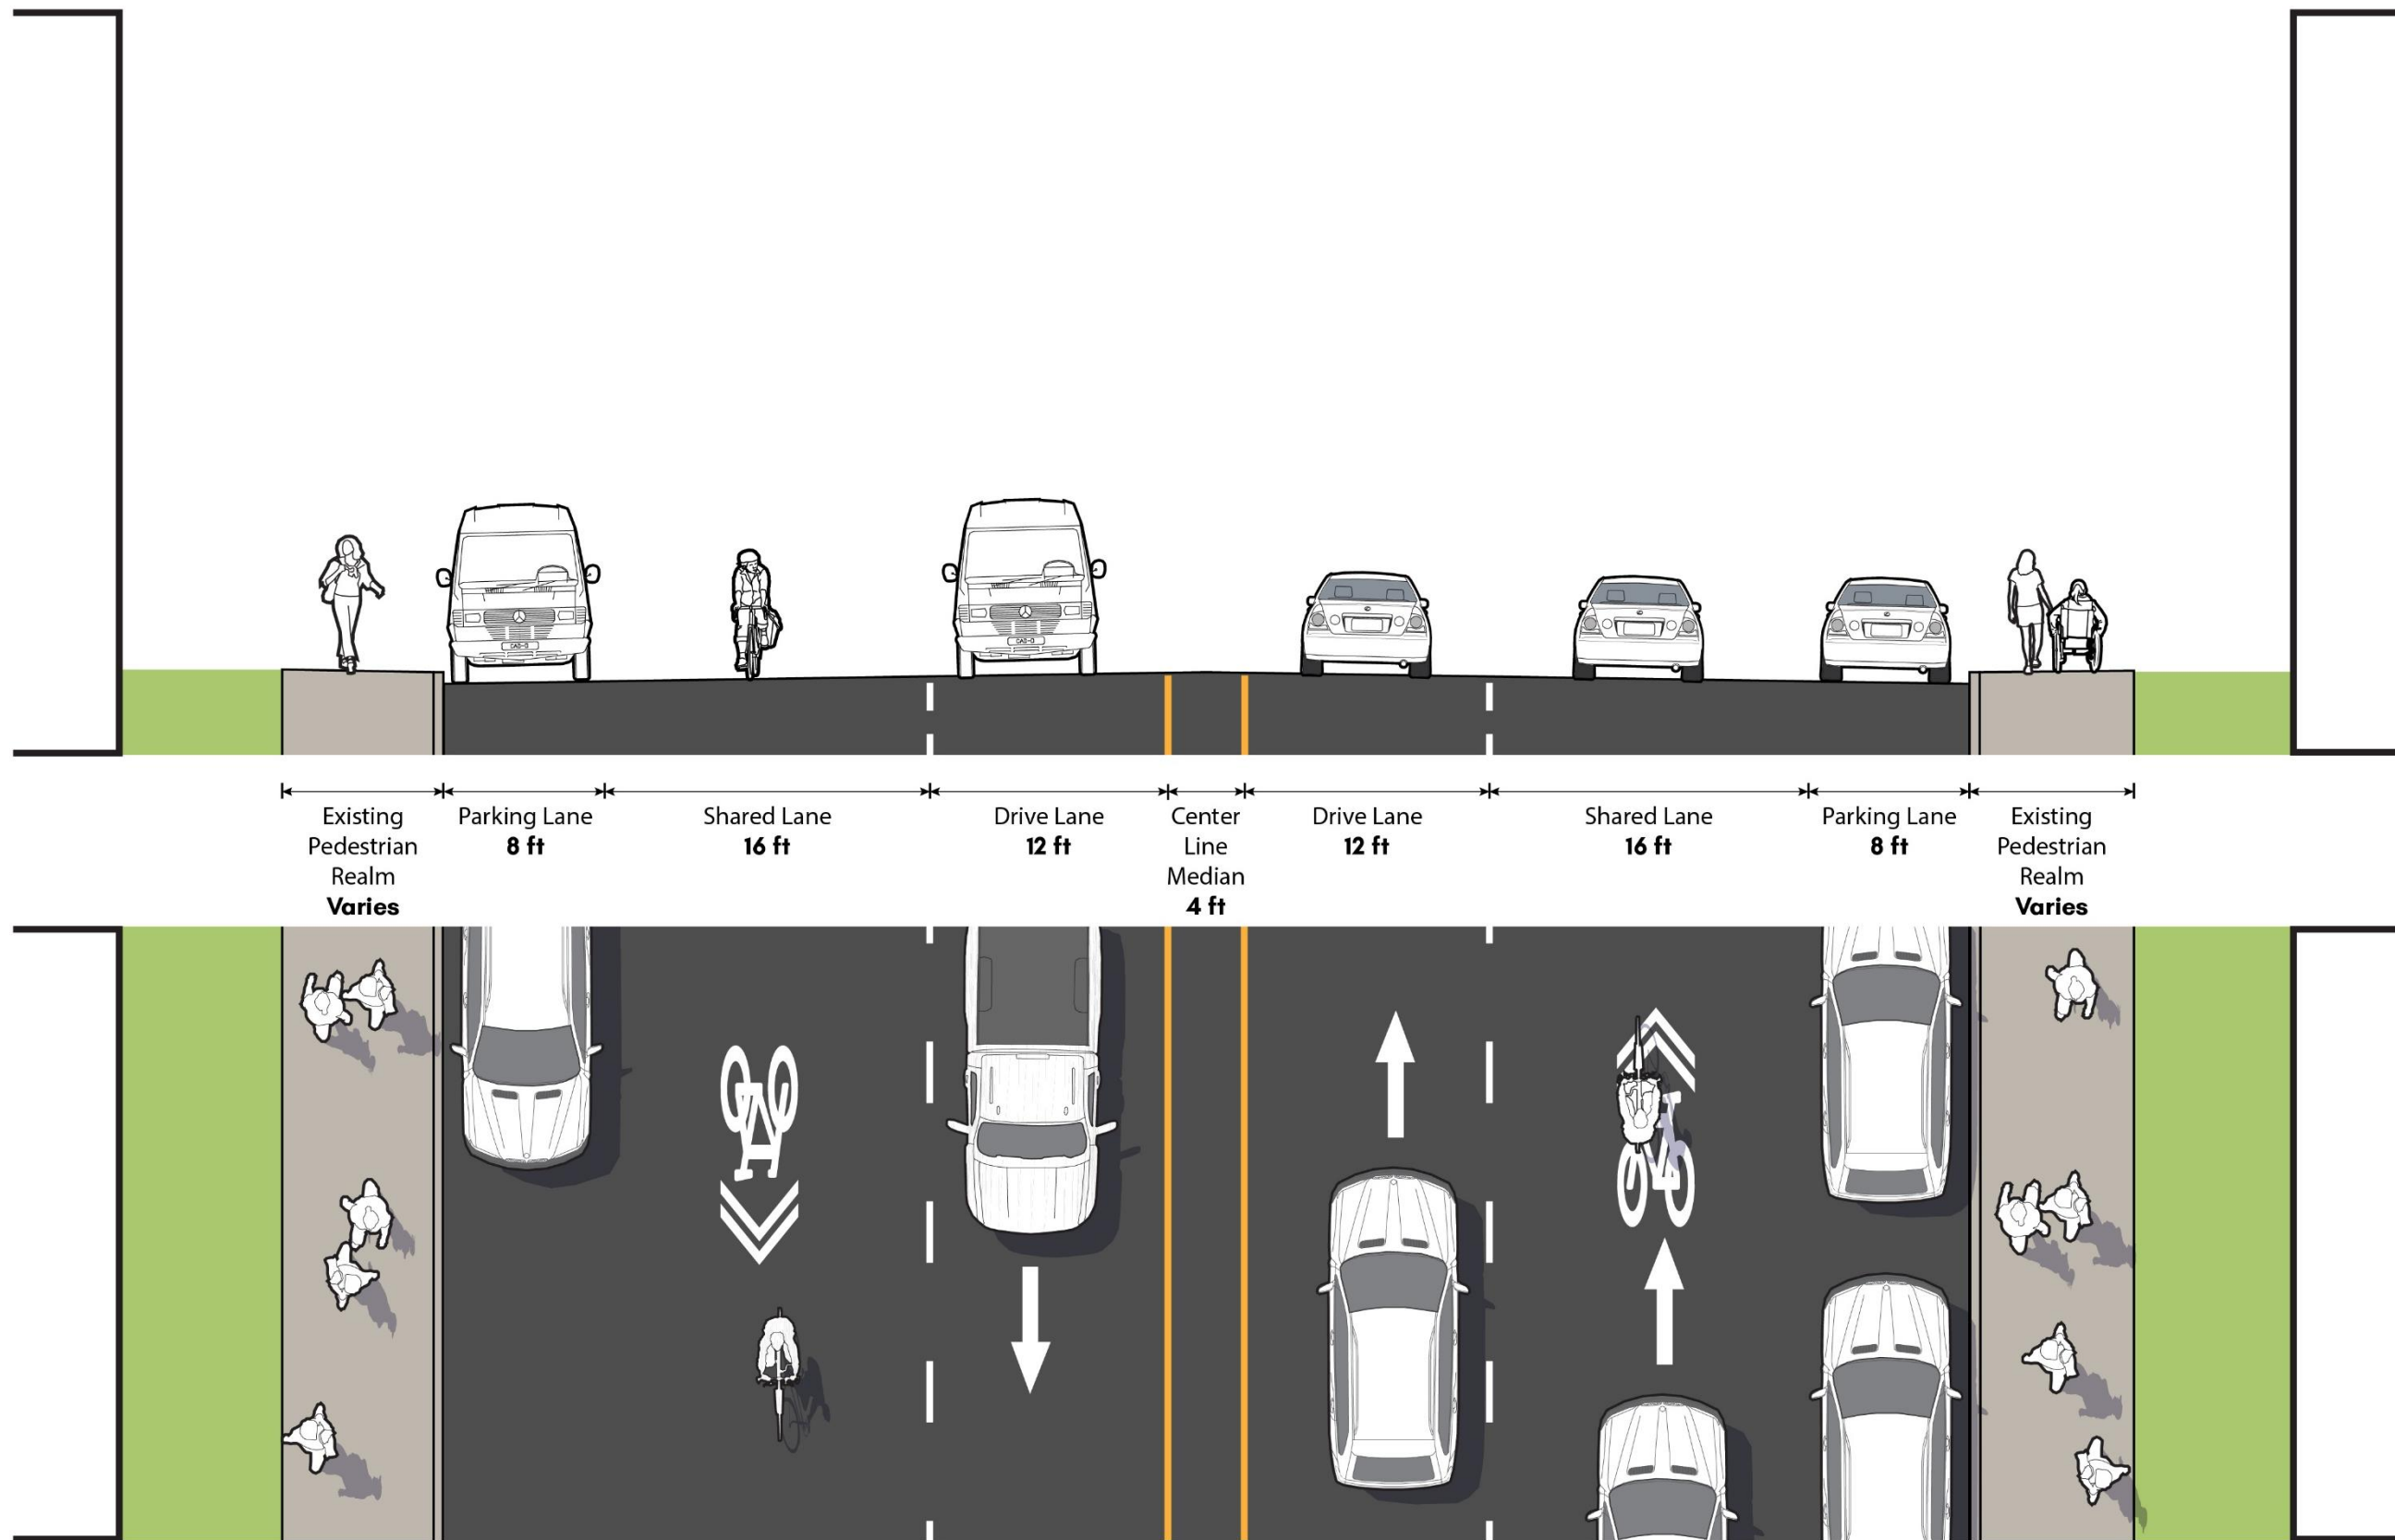 Existing
Pedestrian
Realm
Varies
Parking Lane
8 ft
Shared Lane
16 ft
Drive Lane
12 ft
Center
Line
Median
4 ft
Drive Lane
12 ft
Shared Lane
16 ft
Parking Lane
8 ft
Existing
Pedestrian
Realm
Varies